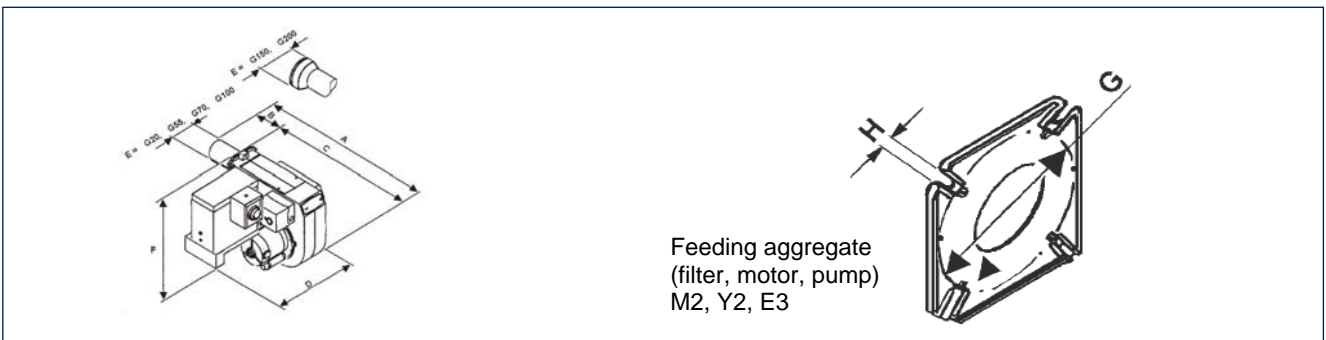 E = G150, G200
E = G20, G55, G70, G100
B
A
C
F
D
G
H
Feeding aggregate
(filter, motor, pump)
M2, Y2, E3